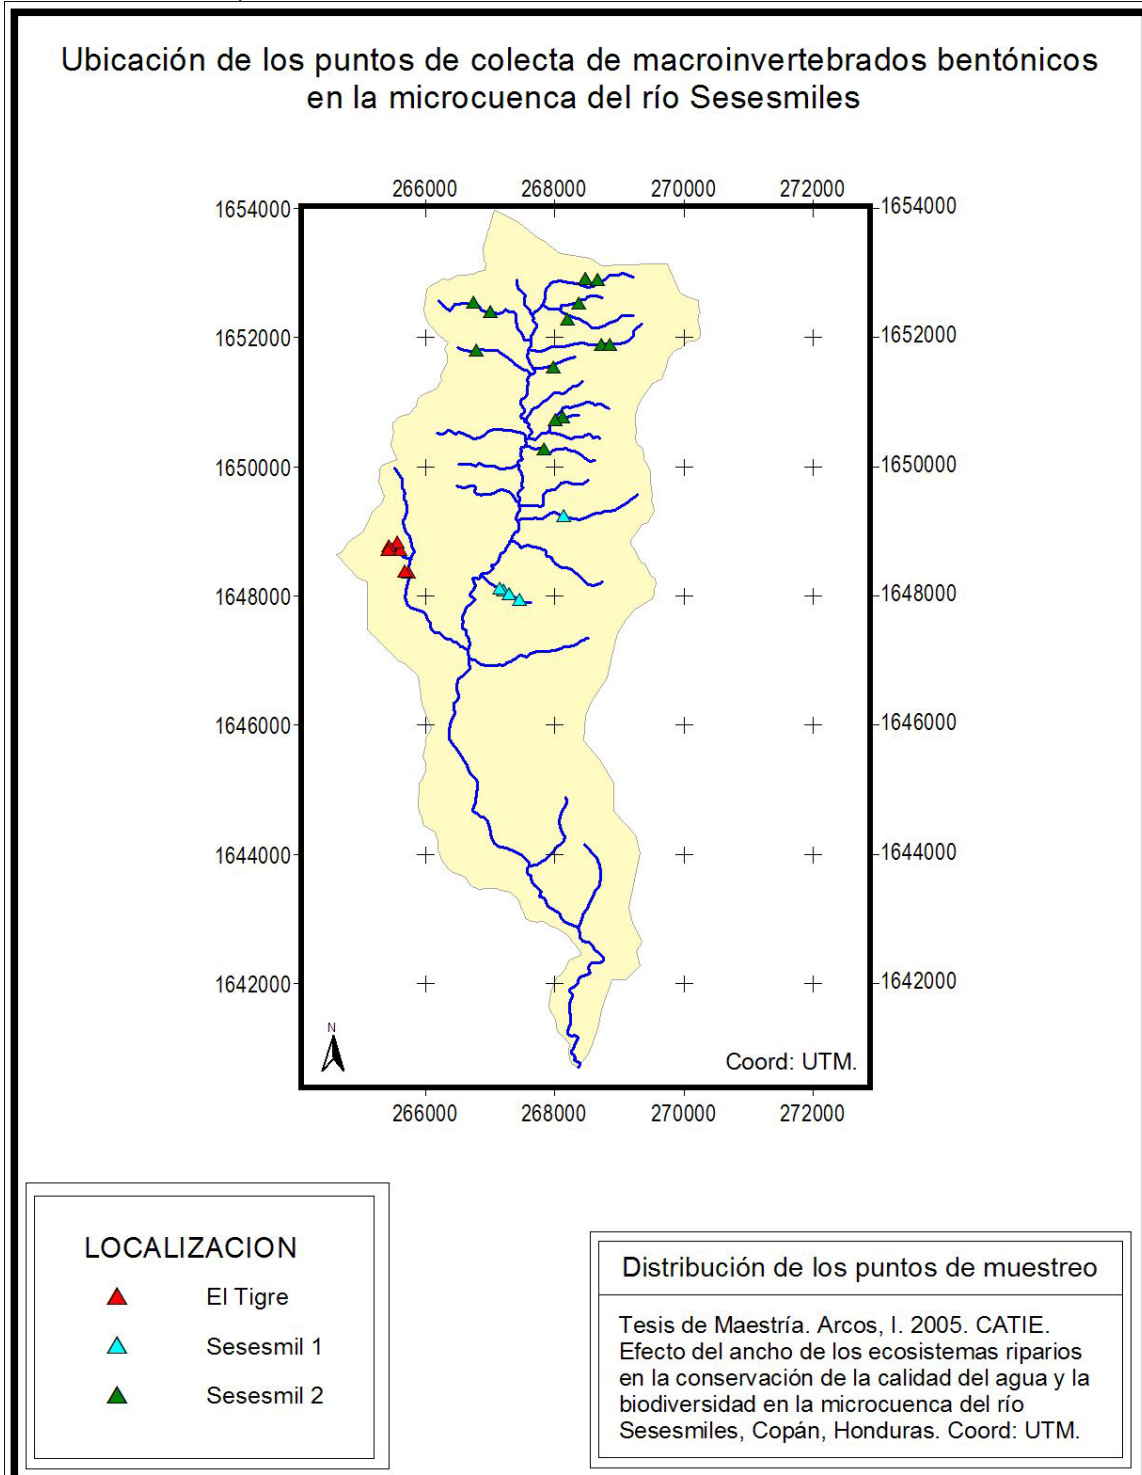 Ubicación de los puntos de colecta de macroinvertebrados bentónicos
en la microcuenca del río Sesesmiles
266000 268000 270000 272000
1654000 1654000
1652000 1652000
1650000 1650000
1648000 1648000
1646000 1646000
1644000 1644000
1642000 1642000
N
Coord: UTM.
266000 268000 270000 272000
LOCALIZACION
El Tigre
Sesesmil 1
Sesesmil 2
Distribución de los puntos de muestreo
Tesis de Maestría. Arcos, I. 2005. CATIE.
Efecto del ancho de los ecosistemas riparios
en la conservación de la calidad del agua y la
biodiversidad en la microcuenca del río
Sesesmiles, Copán, Honduras. Coord: UTM.